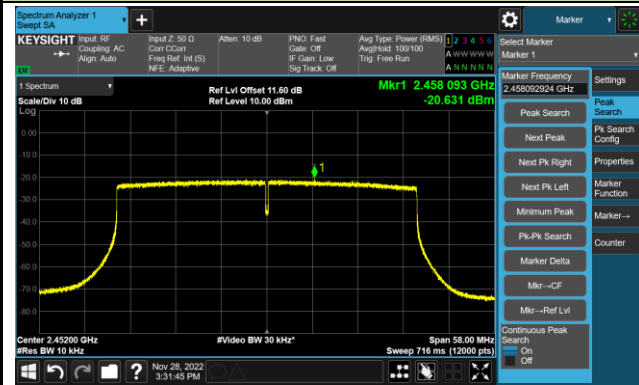 Spectrum Analyzer 1
Swept SA
Marker
KEYSIGHT
Input: RF
Coupling: AC
Align: Auto
Input Z: 50 Ω
Corr CCorr
Freq Ref: Int (S)
NFE: Adaptive
Atten: 10 dB
PNO: Fast
Gate: Off
IF Gain: Low
Sig Track: Off
Avg Type: Power (RMS)
Avg|Hold: 100/100
Trig: Free Run
1 2 3 4 5 6
A W W W W W
A N N N N N
LXI
Select Marker
Marker 1
1 Spectrum
Scale/Div 10 dB
Log
Ref Lvl Offset 11.60 dB
Ref Level 10.00 dBm
Mkr1 2.458 093 GHz
-20.631 dBm
Marker Frequency
2.458092924 GHz
Settings
Peak Search
Peak
Search
Next Peak
Pk Search
Config
Next Pk Right
Properties
Next Pk Left
Marker
Function
Minimum Peak
Marker→
Pk-Pk Search
Counter
Marker Delta
Mkr→CF
Mkr→Ref Lvl
Continuous Peak
Search
On
Off
0.00
-10.0
-20.0
-30.0
-40.0
-50.0
-60.0
-70.0
-80.0
1
Center 2.45200 GHz
#Res BW 10 kHz
#Video BW 30 kHz*
Span 58.00 MHz
Sweep 716 ms (12000 pts)
?
Nov 28, 2022
3:31:45 PM